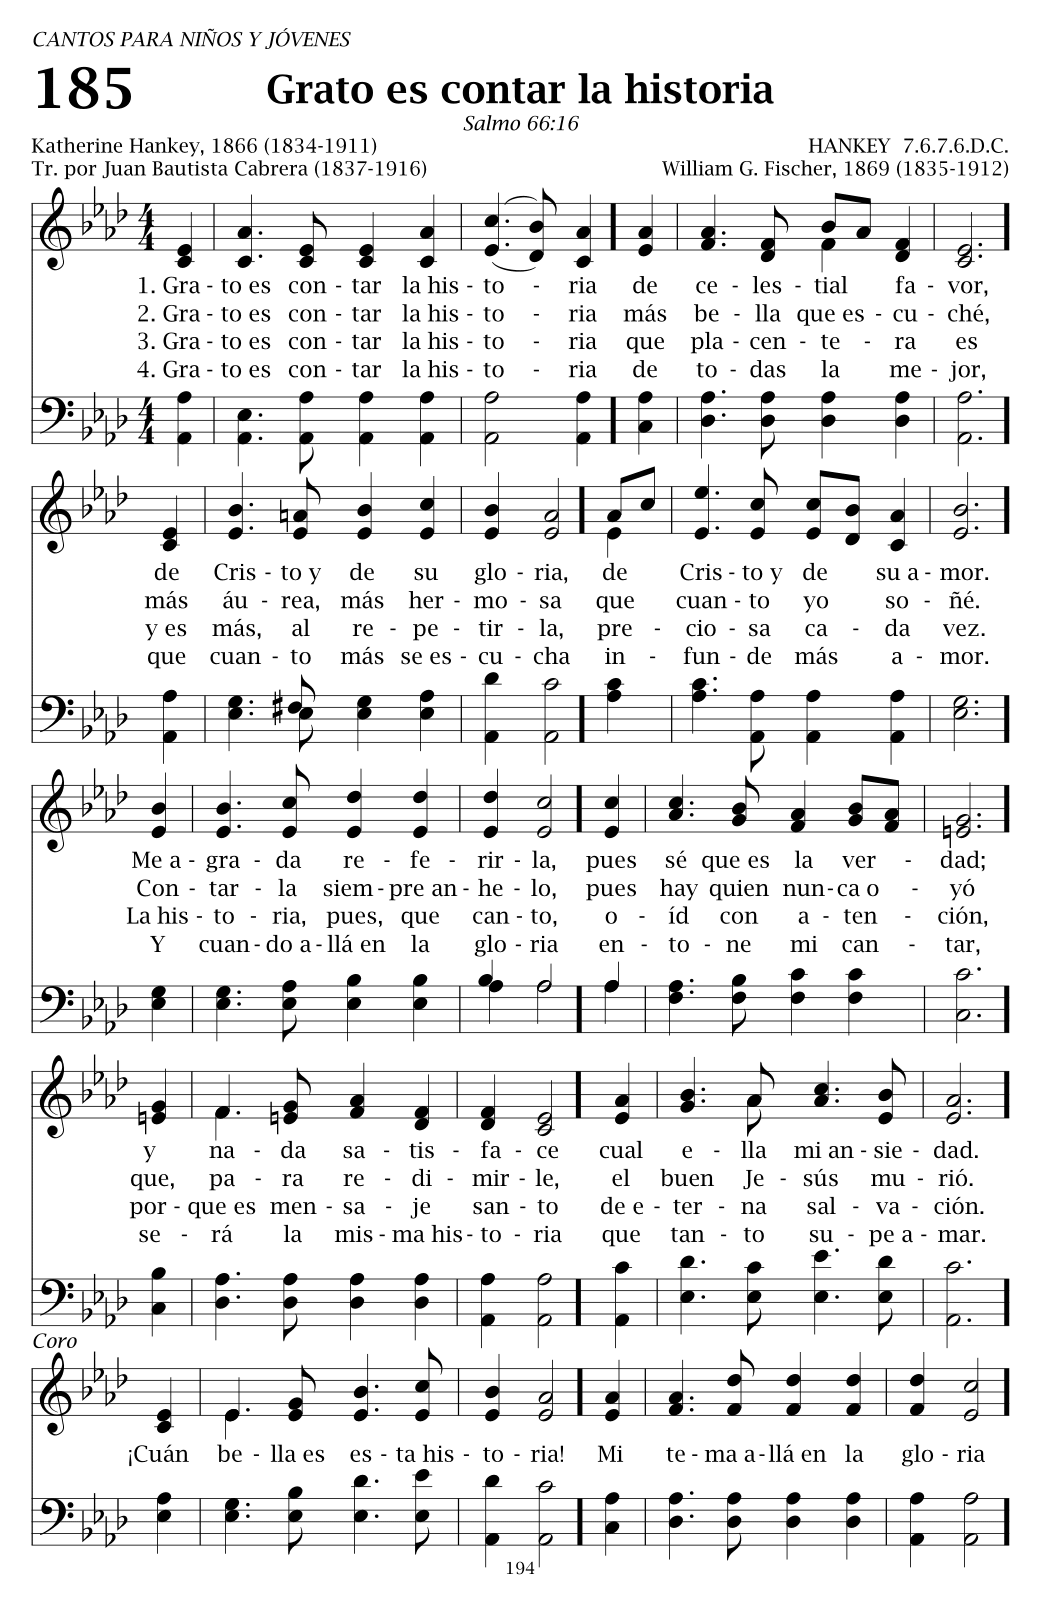 CANTOS PARA NIÑOS Y JÓVENES
185
Grato es contar la historia
Salmo 66:16
Katherine Hankey, 1866 (1834-1911)
HANKEY 7.6.7.6.D.C.
Tr. por Juan Bautista Cabrera (1837-1916)
William G. Fischer, 1869 (1835-1912)
1. Gra - to es con - tar la his - to - ria de ce - les - tial fa - vor,
2. Gra - to es con - tar la his - to - ria más be - lla que es - cu - ché,
3. Gra - to es con - tar la his - to - ria que pla - cen - te - ra es
4. Gra - to es con - tar la his - to - ria de to - das la me - jor,
de Cris - to y de su glo - ria, de Cris - to y de su a - mor.
más áu - rea, más her - mo - sa que cuan - to yo so - ñé.
y es más, al re - pe - tir - la, pre - cio - sa ca - da vez.
que cuan - to más se es - cu - cha in - fun - de más a - mor.
Me a - gra - da re - fe - rir - la, pues sé que es la ver - dad;
Con - tar - la siem - pre an - he - lo, pues hay quien nun - ca o - yó
La his - to - ria, pues, que can - to, o - íd con a - ten - ción,
Y cuan - do a - llá en la glo - ria en - to - ne mi can - tar,
y na - da sa - tis - fa - ce cual e - lla mi an - sie - dad.
que, pa - ra re - di - mir - le, el buen Je - sús mu - rió.
por - que es men - sa - je san - to de e - ter - na sal - va - ción.
se - rá la mis - ma his - to - ria que tan - to su - pe a - mar.
Coro
¡Cuán be - lla es es - ta his - to - ria! Mi te - ma a - llá en la glo - ria
194